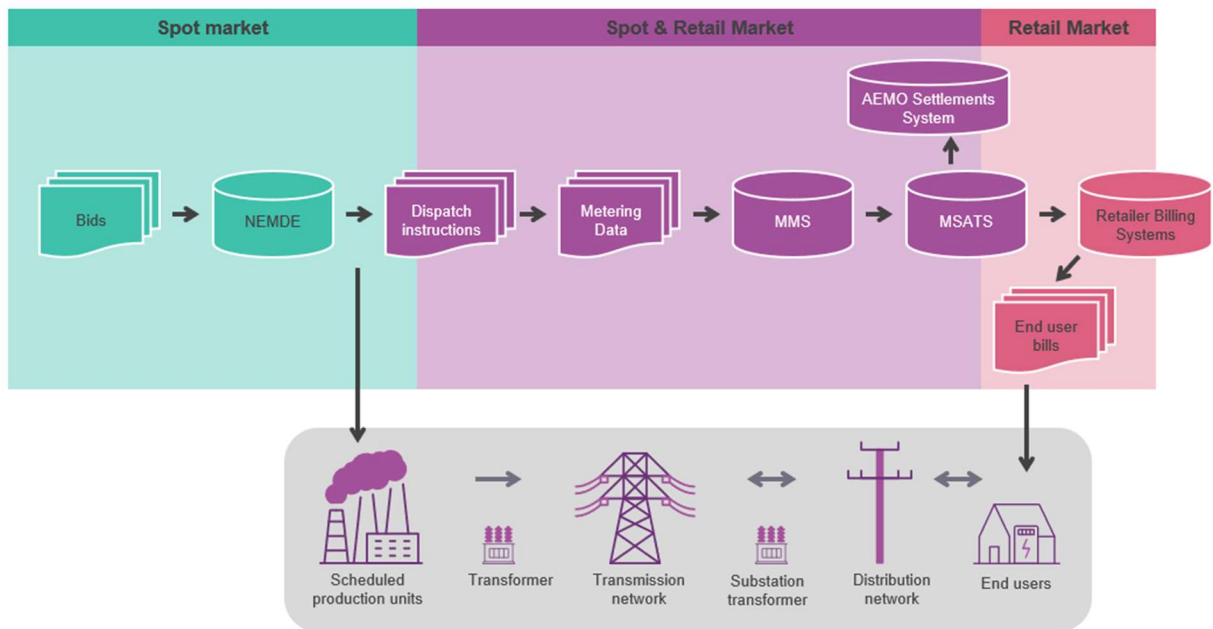 Spot market
Spot & Retail Market
Retail Market
AEMO Settlements
System
Bids
NEMDE
Dispatch
instructions
Metering
Data
MMS
MSATS
Retailer Billing
Systems
End user
bills
Scheduled
production units
Transformer
Transmission
network
Substation
transformer
Distribution
network
End users